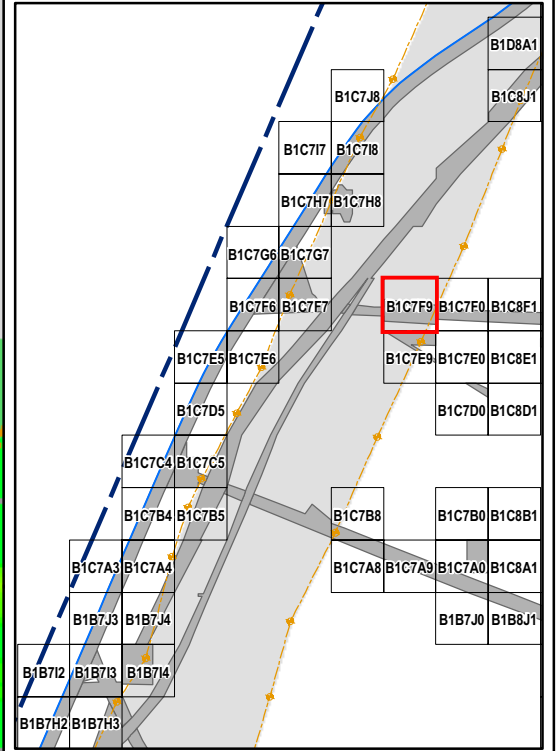 B1D8A1
B1C7J8 B1C8J1
B1C7I7 B1C7I8
B1C7H7 B1C7H8
B1C7G6 B1C7G7
B1C7F6 B1C7F7 B1C7F9 B1C7F0 B1C8F1
B1C7E5 B1C7E6 B1C7E9 B1C7E0 B1C8E1
B1C7D5 B1C7D0 B1C8D1
B1C7C4 B1C7C5
B1C7B4 B1C7B5 B1C7B8 B1C7B0 B1C8B1
B1C7A3 B1C7A4 B1C7A8 B1C7A9 B1C7A0 B1C8A1
B1B7J3 B1B7J4 B1B7J0 B1B8J1
B1B7I2 B1B7I3 B1B7I4
B1B7H2 B1B7H3